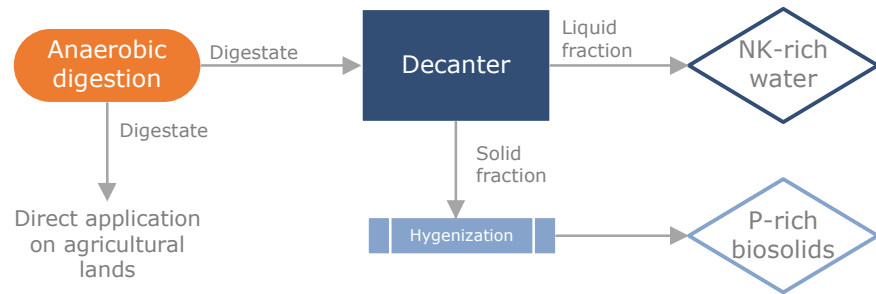 Anaerobic
digestion
Digestate
Decanter
Liquid
fraction
NK-rich
water
Digestate
Solid
fraction
Direct application
on agricultural
lands
Hygenization
P-rich
biosolids